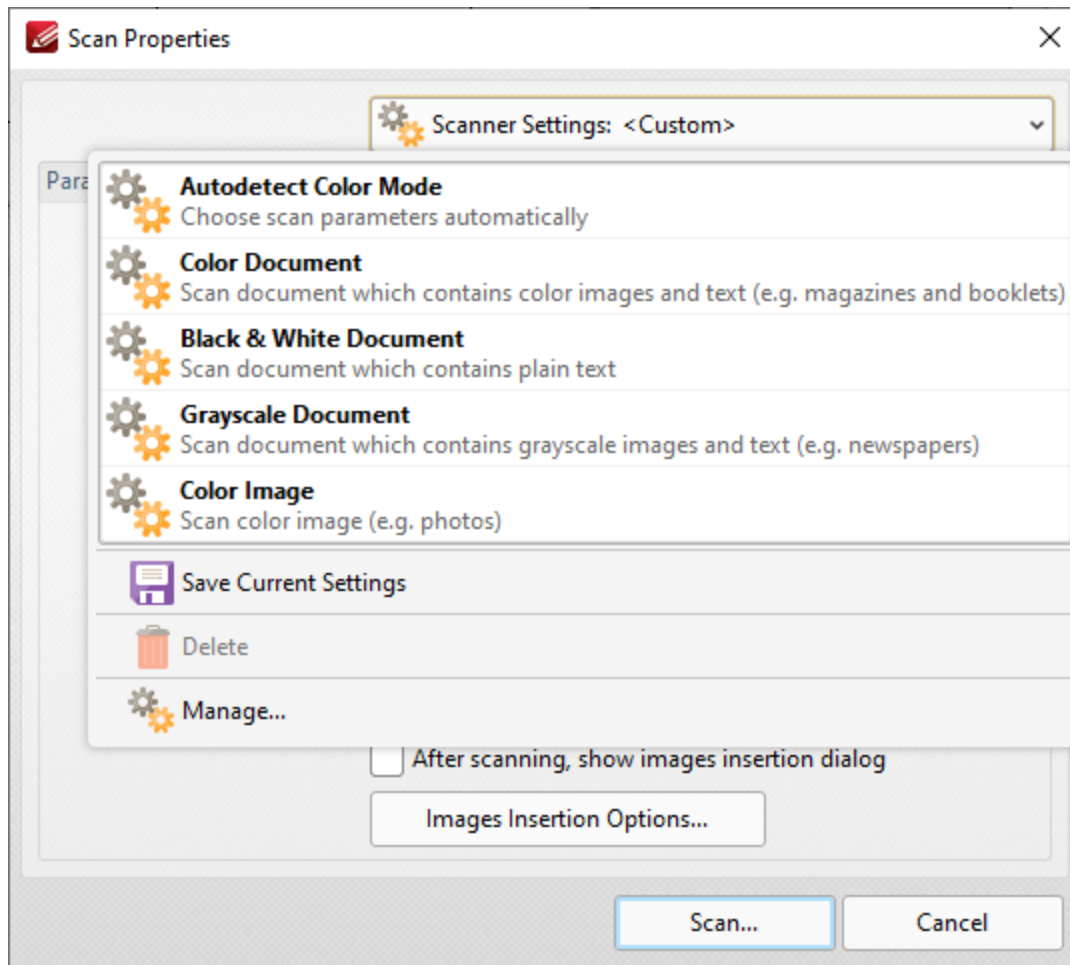 Scan Properties
Scanner Settings: <Custom>
Autodetect Color Mode
Choose scan parameters automatically
Color Document
Scan document which contains color images and text (e.g. magazines and booklets)
Black & White Document
Scan document which contains plain text
Grayscale Document
Scan document which contains grayscale images and text (e.g. newspapers)
Color Image
Scan color image (e.g. photos)
Save Current Settings
Delete
Manage...
After scanning, show images insertion dialog
Images Insertion Options...
Scan...
Cancel